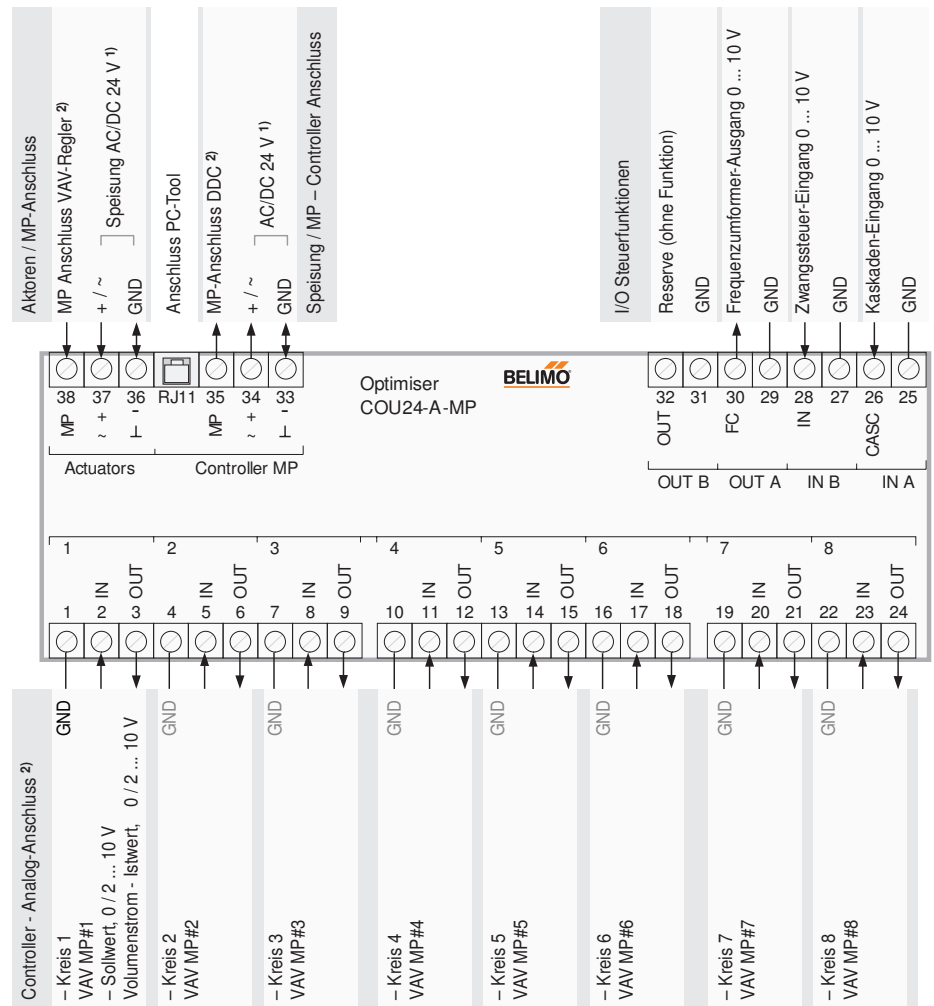 Aktoren / MP-Anschluss
MP Anschluss VAV-Regler 2)
+ / ~
Speisung AC/DC 24 V 1)
GND
Anschluss PC-Tool
MP-Anschluss DDC 2)
+ / ~
AC/DC 24 V 1)
GND
Speisung / MP – Controller Anschluss
I/O Steuerfunktionen
Reserve (ohne Funktion)
GND
Frequenzumformer-Ausgang 0 ... 10 V
GND
Zwangssteuer-Eingang 0 ... 10 V
GND
Kaskaden-Eingang 0 ... 10 V
GND
38 37 36 RJ11 35 34 33
MP ~ + ⊥ - MP ~ + ⊥ -
Actuators Controller MP
Optimiser
COU24-A-MP
BELIMO
32 31 30 29 28 27 26 25
OUT FC IN CASC
OUT B OUT A IN B IN A
1 2 3 4 5 6 7 8
IN OUT IN OUT IN OUT IN OUT IN OUT IN OUT IN OUT IN OUT
1 2 3 4 5 6 7 8 9 10 11 12 13 14 15 16 17 18 19 20 21 22 23 24
Controller - Analog-Anschluss 2)
GND
– Kreis 1
VAV MP#1
– Sollwert, 0 / 2 ... 10 V
Volumenstrom - Istwert, 0 / 2 ... 10 V
GND
– Kreis 2
VAV MP#2
GND
– Kreis 3
VAV MP#3
GND
– Kreis 4
VAV MP#4
GND
– Kreis 5
VAV MP#5
GND
– Kreis 6
VAV MP#6
GND
– Kreis 7
VAV MP#7
GND
– Kreis 8
VAV MP#8